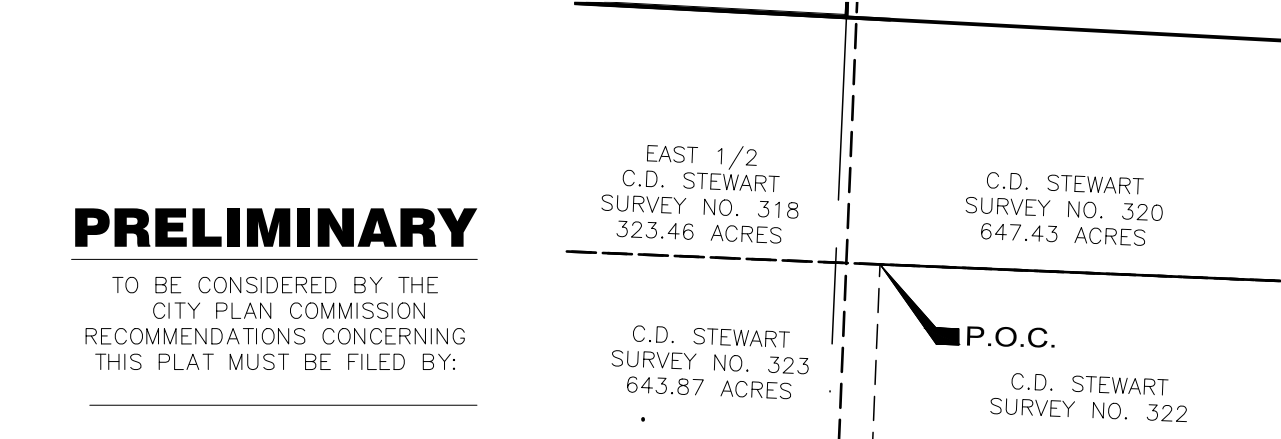 PRELIMINARY
TO BE CONSIDERED BY THE
CITY PLAN COMMISSION
RECOMMENDATIONS CONCERNING
THIS PLAT MUST BE FILED BY:
EAST 1/2
C.D. STEWART
SURVEY NO. 318
323.46 ACRES
C.D. STEWART
SURVEY NO. 320
647.43 ACRES
C.D. STEWART
SURVEY NO. 323
643.87 ACRES
P.O.C.
C.D. STEWART
SURVEY NO. 322